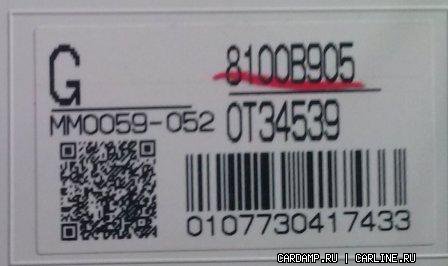 G
8100B905
MM0059-052
0T34539
0107730417433
CARDAMP.RU | CARLINE.RU